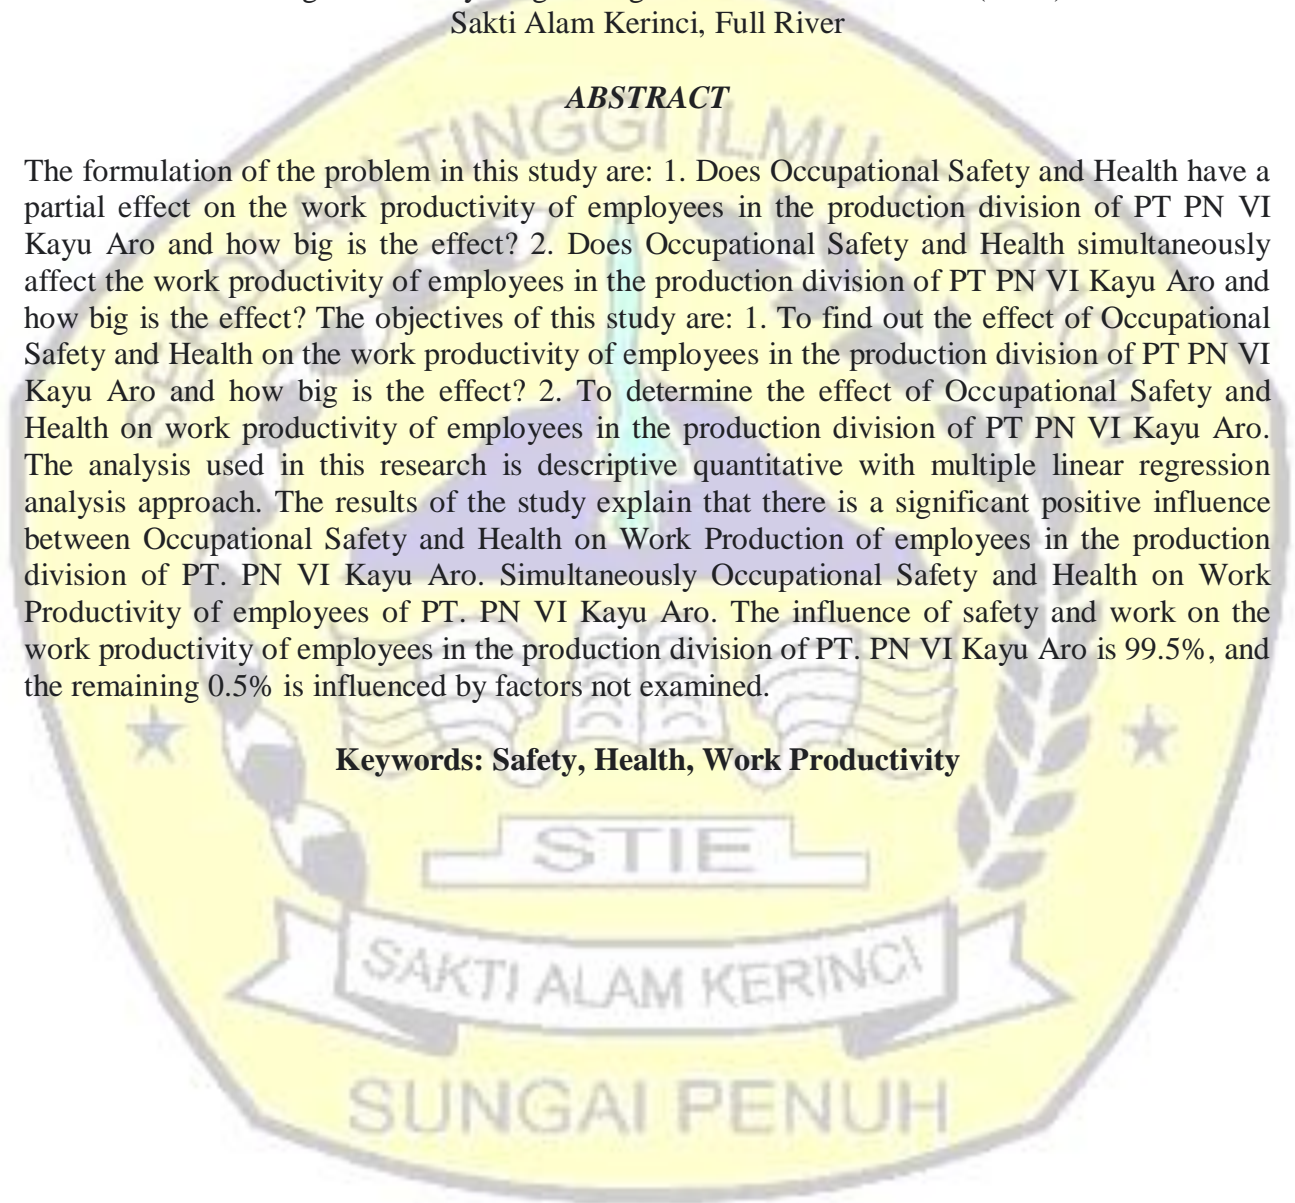 Sakti Alam Kerinci, Full River
ABSTRACT
The formulation of the problem in this study are: 1. Does Occupational Safety and Health have a
partial effect on the work productivity of employees in the production division of PT PN VI
Kayu Aro and how big is the effect? 2. Does Occupational Safety and Health simultaneously
affect the work productivity of employees in the production division of PT PN VI Kayu Aro and
how big is the effect? The objectives of this study are: 1. To find out the effect of Occupational
Safety and Health on the work productivity of employees in the production division of PT PN VI
Kayu Aro and how big is the effect? 2. To determine the effect of Occupational Safety and
Health on work productivity of employees in the production division of PT PN VI Kayu Aro.
The analysis used in this research is descriptive quantitative with multiple linear regression
analysis approach. The results of the study explain that there is a significant positive influence
between Occupational Safety and Health on Work Production of employees in the production
division of PT. PN VI Kayu Aro. Simultaneously Occupational Safety and Health on Work
Productivity of employees of PT. PN VI Kayu Aro. The influence of safety and work on the
work productivity of employees in the production division of PT. PN VI Kayu Aro is 99.5%, and
the remaining 0.5% is influenced by factors not examined.
Keywords: Safety, Health, Work Productivity
TINGGI ILMU
STIE
SAKTI ALAM KERINCI
SUNGAI PENUH